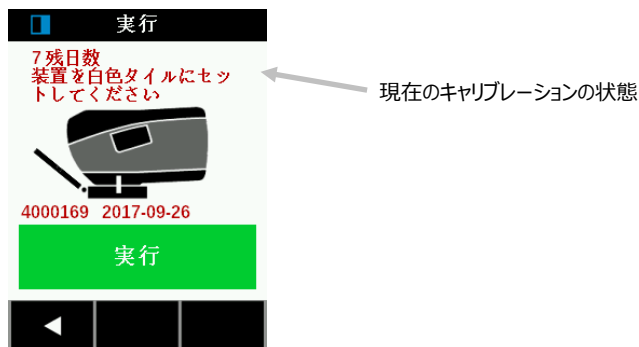 実行
7残日数
装置を白色タイルにセッ
トしてください
現在のキャリブレーションの状態
4000169 2017-09-26
実行